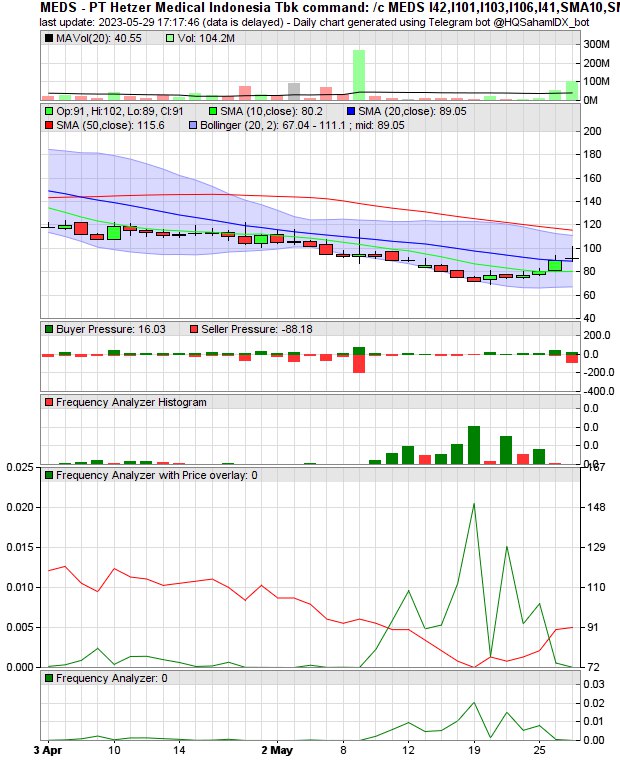 MEDS - PT Hetzer Medical Indonesia Tbk command: /c MEDS I42,I101,I103,I106,I41,SMA10,SM
last update: 2023-05-29 17:17:46 (data is delayed) - Daily chart generated using Telegram bot @HQSahamIDX_bot
MAVol(20): 40.55 Vol: 104.2M
300M
200M
100M
0M
Op:91, Hi:102, Lo:89, Cl:91 SMA (10,close): 80.2 SMA (20,close): 89.05
SMA (50,close): 115.6 Bollinger (20, 2): 67.04 - 111.1 ; mid: 89.05
200
180
160
140
120
100
80
60
40
Buyer Pressure: 16.03 Seller Pressure: -88.18
200.0
0.0
-200.0
-400.0
Frequency Analyzer Histogram
0.0
0.0
0.0
0.0
Frequency Analyzer with Price overlay: 0
0.025 167
0.020 148
0.015 129
0.010 110
0.005 91
0.000 72
Frequency Analyzer: 0
0.03
0.02
0.01
0.00
3 Apr 10 14 2 May 8 12 19 25